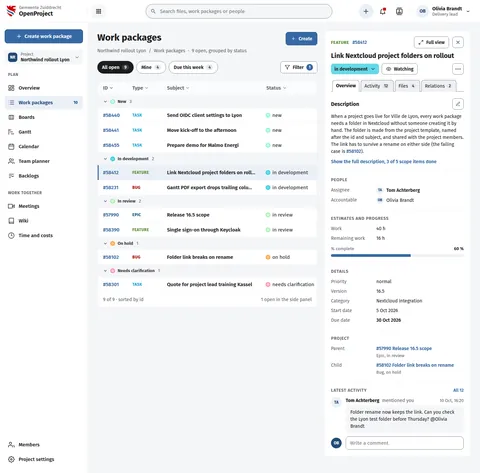 Gemeente Zuiddrecht
OpenProject
Search files, work packages or people
OB
Olivia Brandt
Delivery lead
+ Create work package
NR
Project
Northwind rollout Lyon
PLAN
Overview
Work packages 10
Boards
Gantt
Calendar
Team planner
Backlogs
WORK TOGETHER
Meetings
Wiki
Time and costs
Members
Project settings
Work packages
Northwind rollout Lyon / Work packages · 9 open, grouped by status
+ Create
All open 9
Mine 4
Due this week 4
Filter 1
ID Type Subject Status
New 3
#58440 TASK Send OIDC client settings to Lyon new
#58441 TASK Move kick-off to the afternoon new
#58455 TASK Prepare demo for Maimo Energi new
In development 2
#58412 FEATURE Link Nextcloud project folders on roll... in development
#58231 BUG Gantt PDF export drops trailing colu... in development
In review 2
#57990 EPIC Release 16.5 scope in review
#58390 FEATURE Single sign-on through Keycloak in review
On hold 1
#58102 BUG Folder link breaks on rename on hold
Needs clarification 1
#58301 TASK Quote for project lead training Kassel needs clarification
9 of 9 · sorted by id
1 open in the side panel
FEATURE #58412
Full view
Link Nextcloud project folders on rollout
In development
Watching
Overview
Activity 12
Files 4
Relations 2
Description
When a project goes live for Ville de Lyon, every work package
needs a folder in Nextcloud without someone creating it by
hand. The folder is made from the project template, named
after the id and subject, and shared with the project members.
The link has to survive a rename on either side (the failing
case is #58102).
Show the full description, 3 of 5 scope items done
PEOPLE
Assignee TA Tom Achterberg
Accountable OB Olivia Brandt
ESTIMATES AND PROGRESS
Work 40 h
Remaining work 16 h
% complete 60 %
DETAILS
Priority normal
Version 16.5
Category Nextcloud integration
Start date 5 Oct 2026
Due date 30 Oct 2026
PROJECT
Parent #57990 Release 16.5 scope
Epic, in review
Child #58102 Folder link breaks on rename
Bug, on hold
LATEST ACTIVITY
All 12
TA
Tom Achterberg mentioned you
10 Oct, 16:20
Folder rename now keeps the link. Can you check
the Lyon test folder before Thursday? @Olivia
Brandt
OB
Write a comment